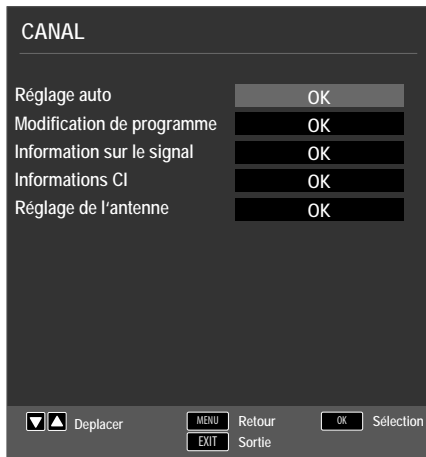 CANAL
Réglage auto OK
Modification de programme OK
Information sur le signal OK
Informations CI OK
Réglage de l'antenne OK
Deplacer MENU Retour OK Sélection
EXIT Sortie